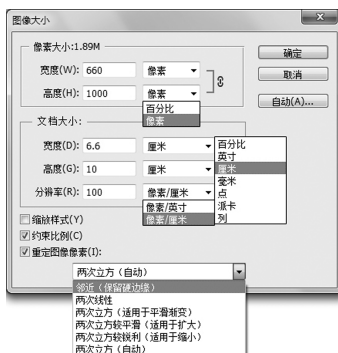 图像大小
像素大小:1.89M
确定
宽度(W): 660 像素
取消
高度(H): 1000 像素
自动(A)...
百分比
像素
文档大小:
宽度(D): 6.6 厘米
百分比
英寸
厘米
毫米
点
派卡
列
高度(G): 10 厘米
分辨率(R): 100 像素/厘米
像素/英寸
像素/厘米
缩放样式(Y)
约束比例(C)
重定图像像素(I):
两次立方（自动）
邻近（保留硬边缘）
两次线性
两次立方（适用于平滑渐变）
两次立方较平滑（适用于扩大）
两次立方较锐利（适用于缩小）
两次立方（自动）